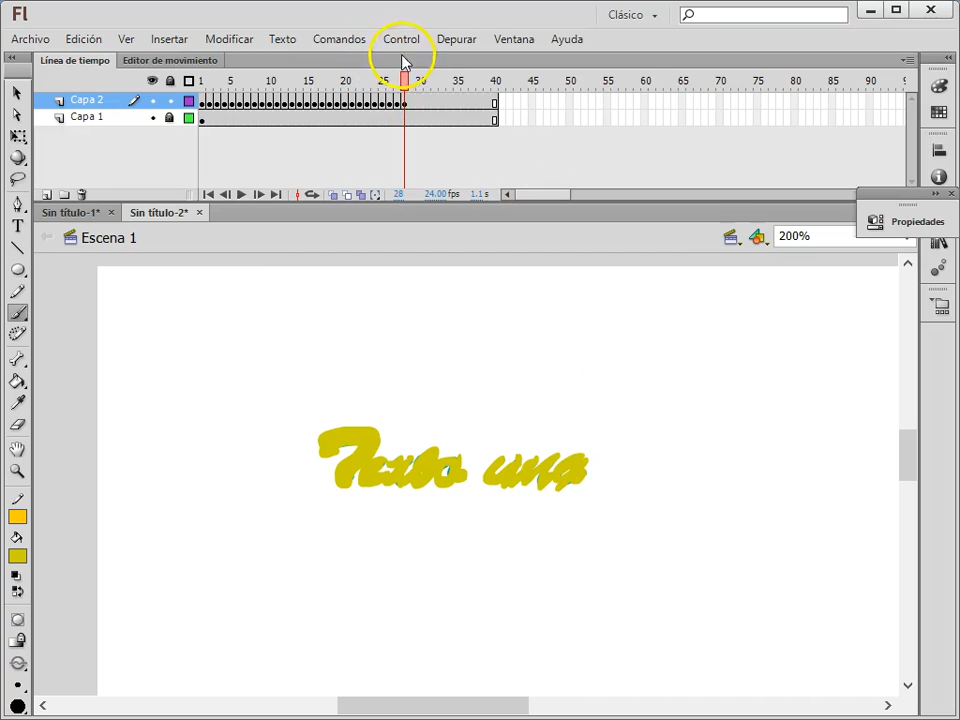 Fl
Clásico
Archivo Edición Ver Insertar Modificar Texto Comandos Control Depurar Ventana Ayuda
Línea de tiempo Editor de movimiento
1 5 10 15 20 25 30 35 40 45 50 55 60 65 70 75 80 85 90
Capa 2
Capa 1
28 24.00 fps 1.1 s
Sin título-1* Sin título-2*
Propiedades
Escena 1
200%
Texto una